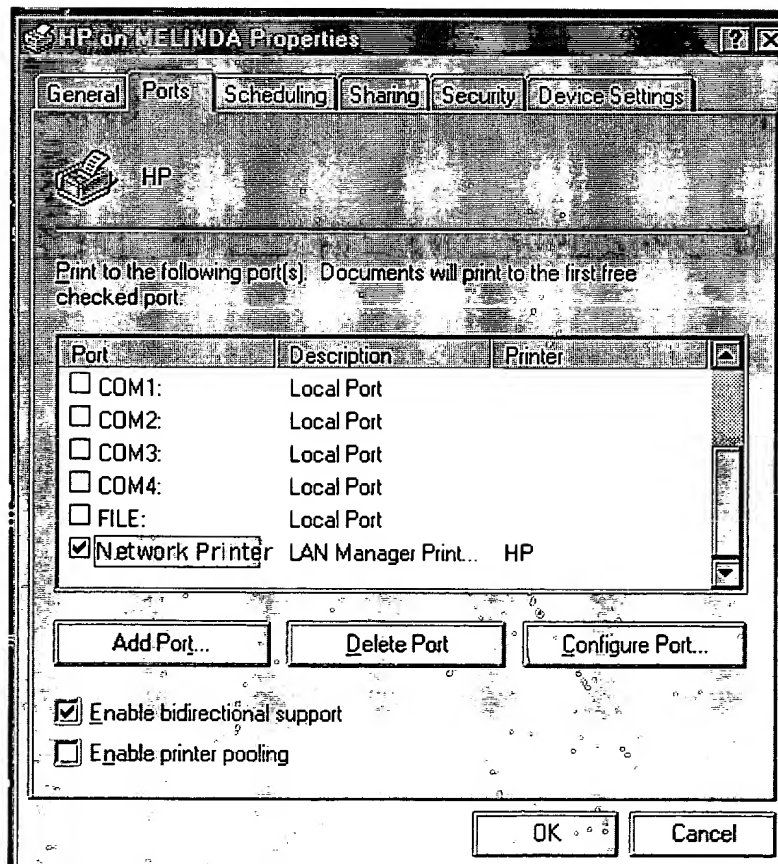 HP on MELINDA Properties
General Ports Scheduling Sharing Security Device Settings
HP
Print to the following port(s). Documents will print to the first free
checked port.
Port Description Printer
COM1: Local Port
COM2: Local Port
COM3: Local Port
COM4: Local Port
FILE: Local Port
Network Printer LAN Manager Print... HP
Add Port... Delete Port Configure Port...
Enable bidirectional support
Enable printer pooling
OK Cancel